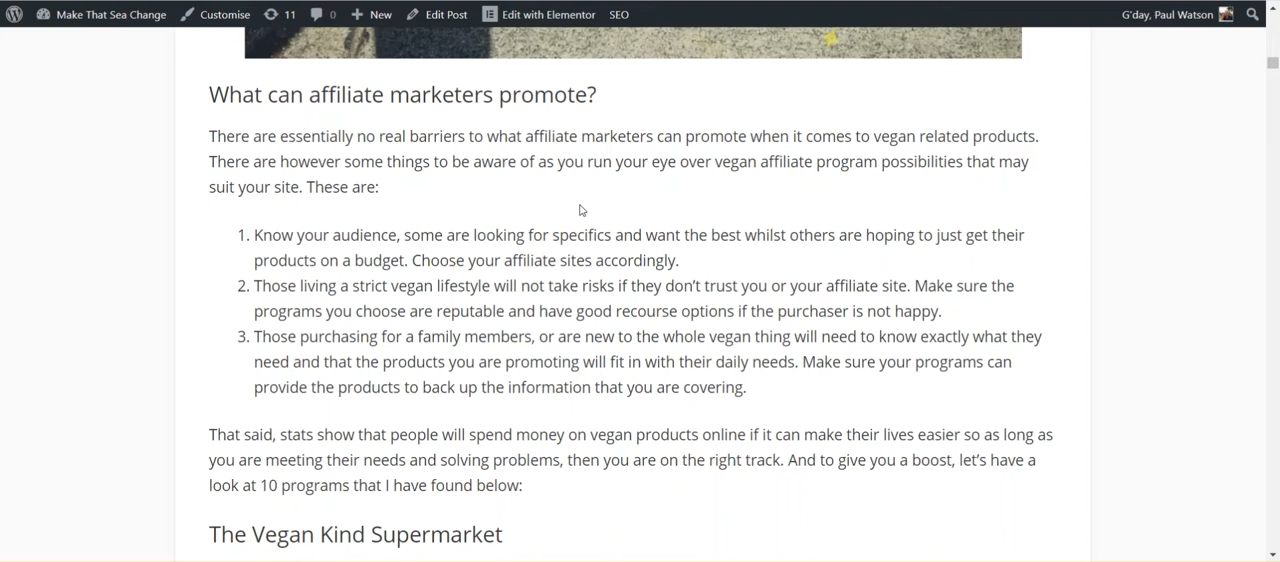 Make That Sea Change Customise 11 0 New Edit Post Edit with Elementor SEO G'day, Paul Watson
What can affiliate marketers promote?
There are essentially no real barriers to what affiliate marketers can promote when it comes to vegan related products.
There are however some things to be aware of as you run your eye over vegan affiliate program possibilities that may
suit your site. These are:
1. Know your audience, some are looking for specifics and want the best whilst others are hoping to just get their
products on a budget. Choose your affiliate sites accordingly.
2. Those living a strict vegan lifestyle will not take risks if they don’t trust you or your affiliate site. Make sure the
programs you choose are reputable and have good recourse options if the purchaser is not happy.
3. Those purchasing for a family members, or are new to the whole vegan thing will need to know exactly what they
need and that the products you are promoting will fit in with their daily needs. Make sure your programs can
provide the products to back up the information that you are covering.
That said, stats show that people will spend money on vegan products online if it can make their lives easier so as long as
you are meeting their needs and solving problems, then you are on the right track. And to give you a boost, let’s have a
look at 10 programs that I have found below:
The Vegan Kind Supermarket